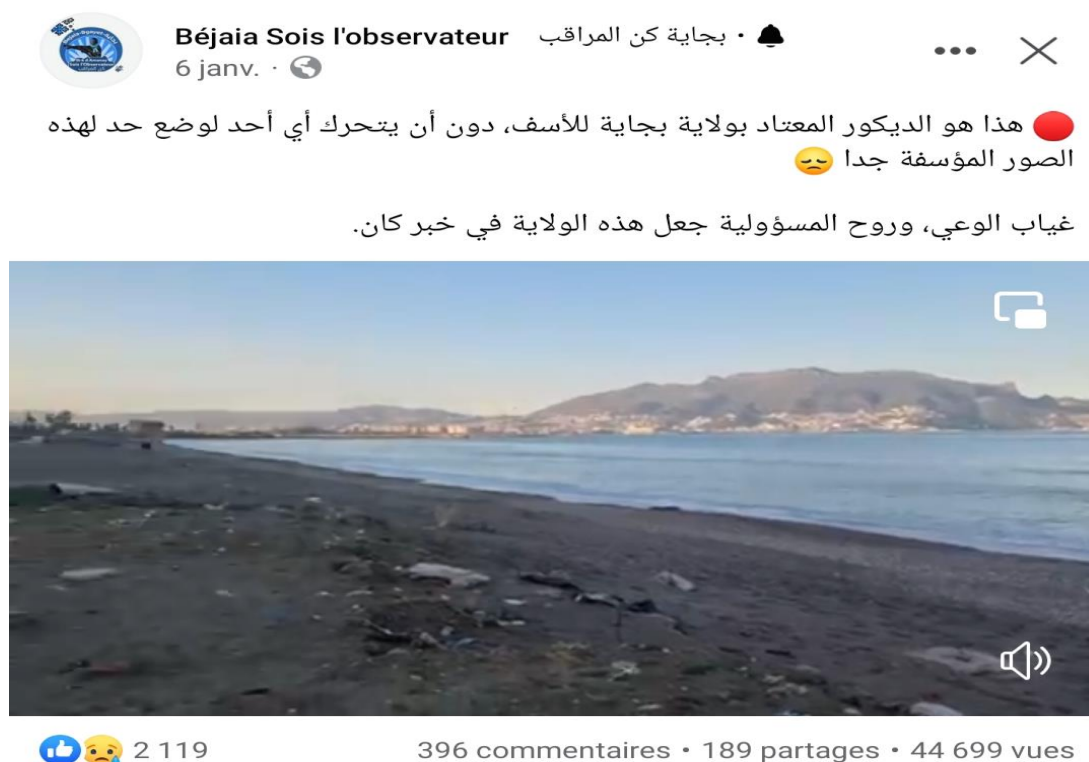 Béjaia Sois l'observateur بجاية كن المراقب •
6 janv. ·
هذا هو الديكور المعتاد بولاية بجاية للأسف، دون أن يتحرك أي أحد لوضع حد لهذه
الصور المؤسفة جدا
غياب الوعي، وروح المسؤولية جعل هذه الولاية في خبر كان.
2 119
396 commentaires • 189 partages • 44 699 vues